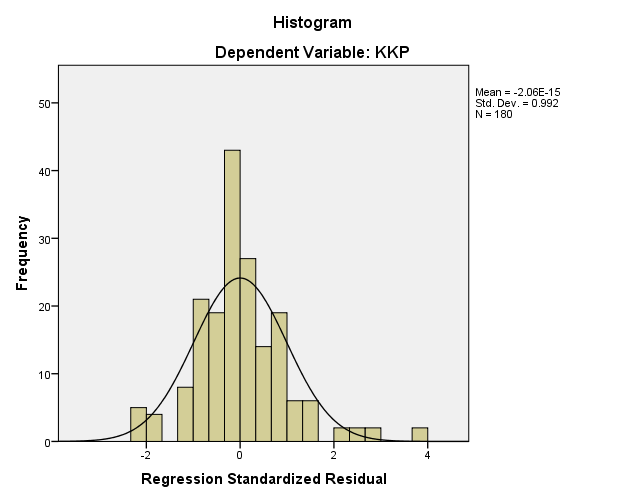 Histogram
Dependent Variable: KKP
Mean = -2.06E-15
Std. Dev. = 0.992
N = 180
Frequency
50
40
30
20
10
0
-2 0 2 4
Regression Standardized Residual